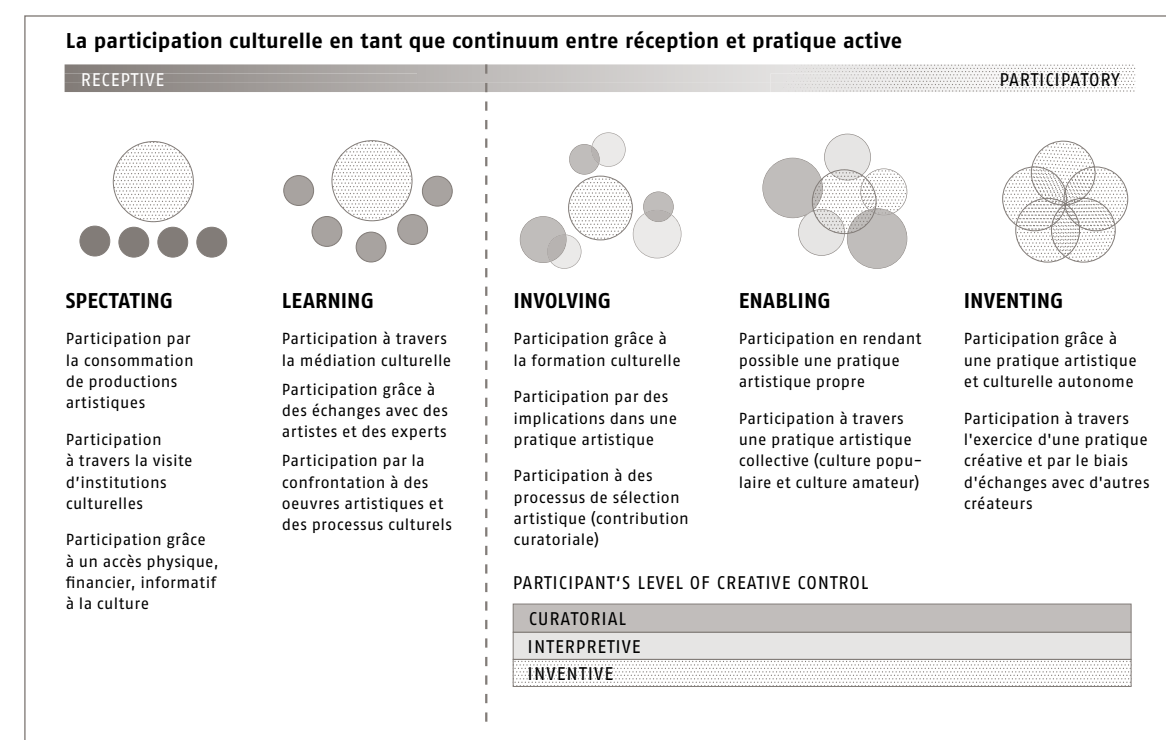 La participation culturelle en tant que continuum entre réception et pratique active
RECEPTIVE
PARTICIPATORY
SPECTATING
Participation par
la consommation
de productions
artistiques
Participation
à travers la visite
d'institutions
culturelles
Participation grâce
à un accès physique,
financier, informatif
à la culture
LEARNING
Participation à travers
la médiation culturelle
Participation grâce à
des échanges avec des
artistes et des experts
Participation par la
confrontation à des
oeuvres artistiques et
des processus culturels
INVOLVING
Participation grâce à
la formation culturelle
Participation par des
implications dans une
pratique artistique
Participation à des
processus de sélection
artistique (contribution
curatoriale)
ENABLING
Participation en rendant
possible une pratique
artistique propre
Participation à travers
une pratique artistique
collective (culture popu-
laire et culture amateur)
INVENTING
Participation grâce à
une pratique artistique
et culturelle autonome
Participation à travers
l'exercice d'une pratique
créative et par le biais
d'échanges avec d'autres
créateurs
PARTICIPANT'S LEVEL OF CREATIVE CONTROL
CURATORIAL
INTERPRETIVE
INVENTIVE